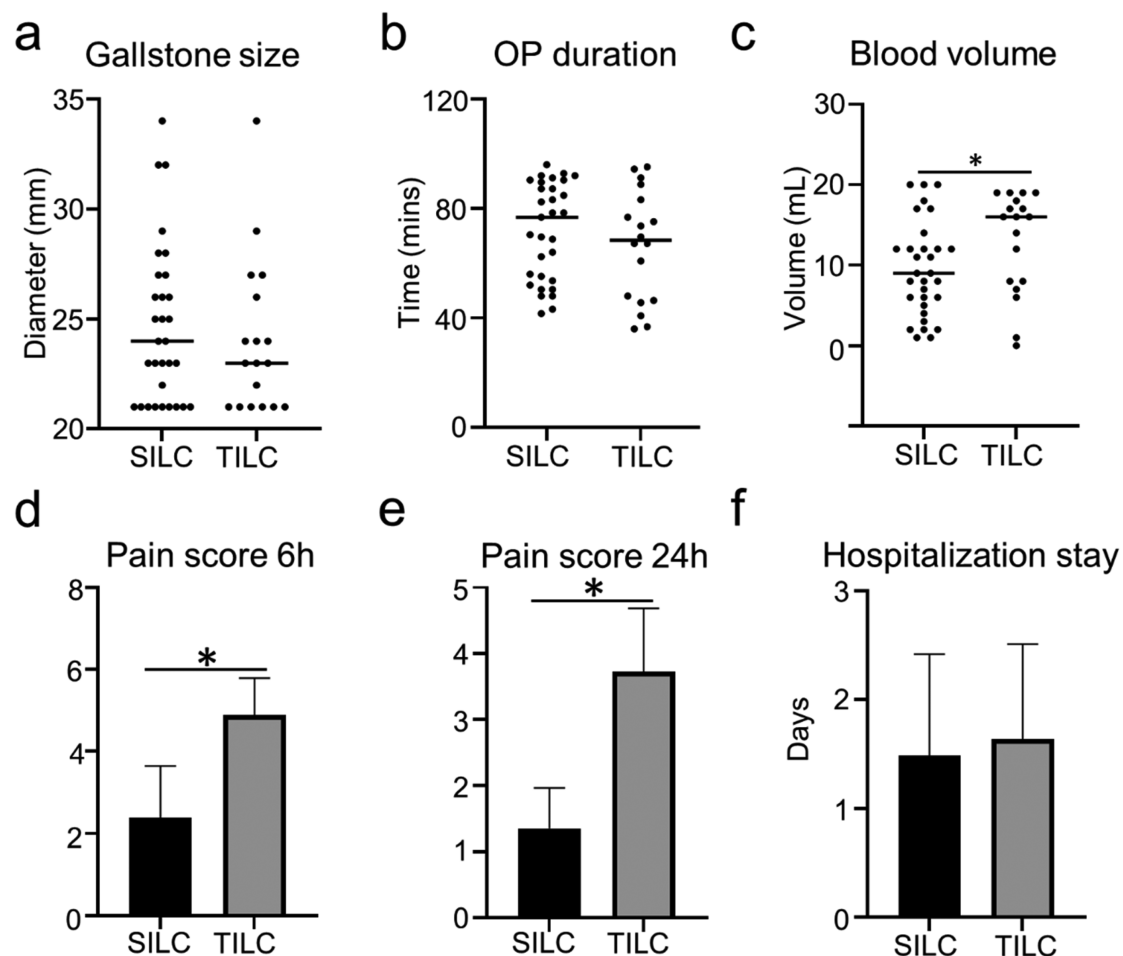 a
Gallstone size
Diameter (mm)
35
30
25
20
SILC TILC
b
OP duration
Time (mins)
120
80
40
0
SILC TILC
c
Blood volume
Volume (mL)
30
20
10
0
*
SILC TILC
d
Pain score 6h
8
6
4
2
0
*
SILC TILC
e
Pain score 24h
5
4
3
2
1
0
*
SILC TILC
f
Hospitalization stay
Days
3
2
1
0
SILC TILC